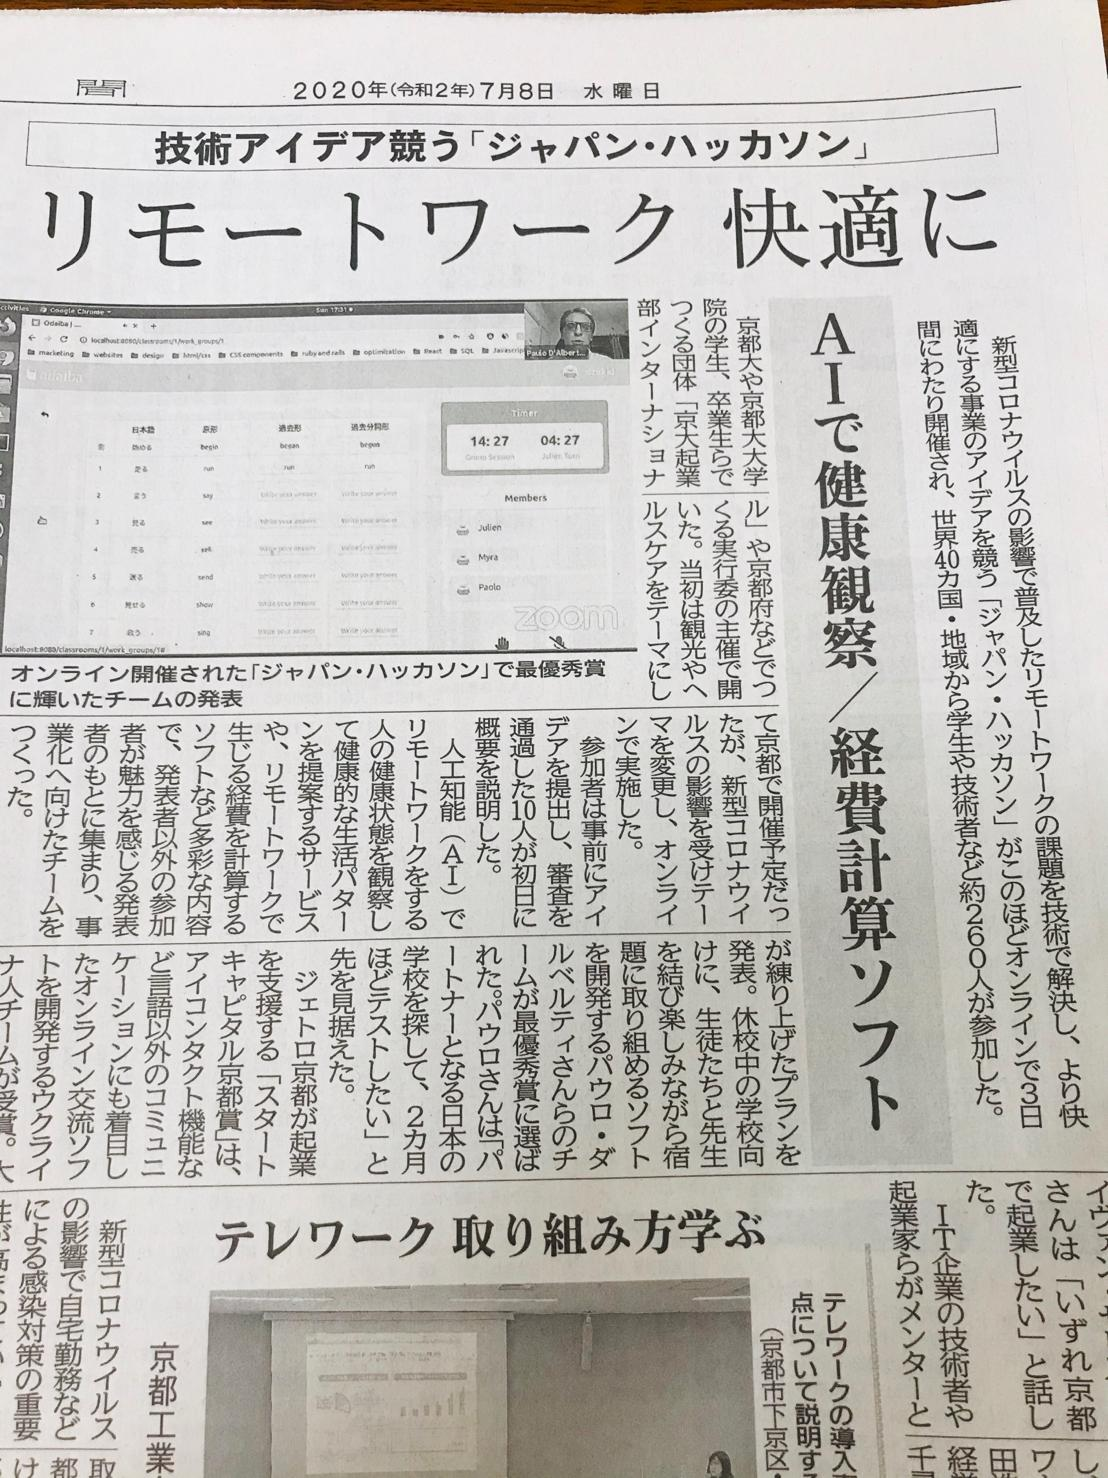 聞
2020年(令和2年)7月8日 水曜日
技術アイデア競う「ジャパン・ハッカソン」
リモートワーク 快適に
AIで健康観察/経費計算ソフト
新型コロナウイルスの影響で普及したリモートワークの課題を技術で解決し、より快
適にする事業のアイデアを競う「ジャパン・ハッカソン」がこのほどオンラインで3日
間にわたり開催され、世界40カ国・地域から学生や技術者など約260人が参加した。
京都大や京都大大学
院の学生、卒業生らで
つくる団体「京大起業
部インターナショナ
ル」や京都府などでつ
くる実行委の主催で開
いた。当初は観光やヘ
ルスケアをテーマにし
て京都で開催予定だっ
たが、新型コロナウイ
ルスの影響を受けテー
マを変更し、オンライ
ンで実施した。
参加者は事前にアイ
デアを提出し、審査を
通過した10人が初日に
概要を説明した。
人工知能(AI)で
リモートワークをする
人の健康状態を観察し
て健康的な生活パター
ンを提案するサービス
や、リモートワークで
生じる経費を計算する
ソフトなど多彩な内容
で、発表者以外の参加
者が魅力を感じる発表
者のもとに集まり、事
業化へ向けたチームを
つくった。
が練り上げたプランを
発表。休校中の学校向
けに、生徒たちと先生
を結び楽しみながら宿
題に取り組めるソフト
を開発するパウロ・ダ
ルベルティさんらのチ
ームが最優秀賞に選ば
れた。パウロさんは「パ
ートナーとなる日本の
学校を探して、2カ月
ほどテストしたい」と
先を見据えた。
ジェトロ京都が起業
を支援する「スタート
キャピタル京都賞」は、
アイコンタクト機能な
ど言語以外のコミュニ
ケーションにも着目し
たオンライン交流ソフ
トを開発するウクライ
ナ人チームが受賞。大
さんは「いずれ京都
で起業したい」と話し
た。
IT企業の技術者や
起業家らがメンターと
Activities Google Chrome Sun 17:31
Odaiba | ...
localhost:8080/classrooms/1/work_groups/1
marketing websites design html/css CSS components ruby and rails optimization React SQL Javascrip
odaiba
Paulo D'Albert...
日本語 原形 過去形 過去分詞形
例 始める begin began begun
1 走る run run run
2 言う say Write your answer Write your answer
3 見る see Write your answer Write your answer
4 売る sell Write your answer Write your answer
5 送る send Write your answer Write your answer
6 見せる show Write your answer Write your answer
7 歌う sing Write your answer Write your answer
Timer
14:27 04:27
Group Session Julien Turn
Members
Julien
Myra
Paolo
zoom
localhost:8080/classrooms/1/work_groups/1#
オンライン開催された「ジャパン・ハッカソン」で最優秀賞
に輝いたチームの発表
テレワーク 取り組み方学ぶ
テレワークの導入
点について説明する
(京都市下京区・
新型コロナウイルス
の影響で自宅勤務など
による感染対策の重要
京都工業